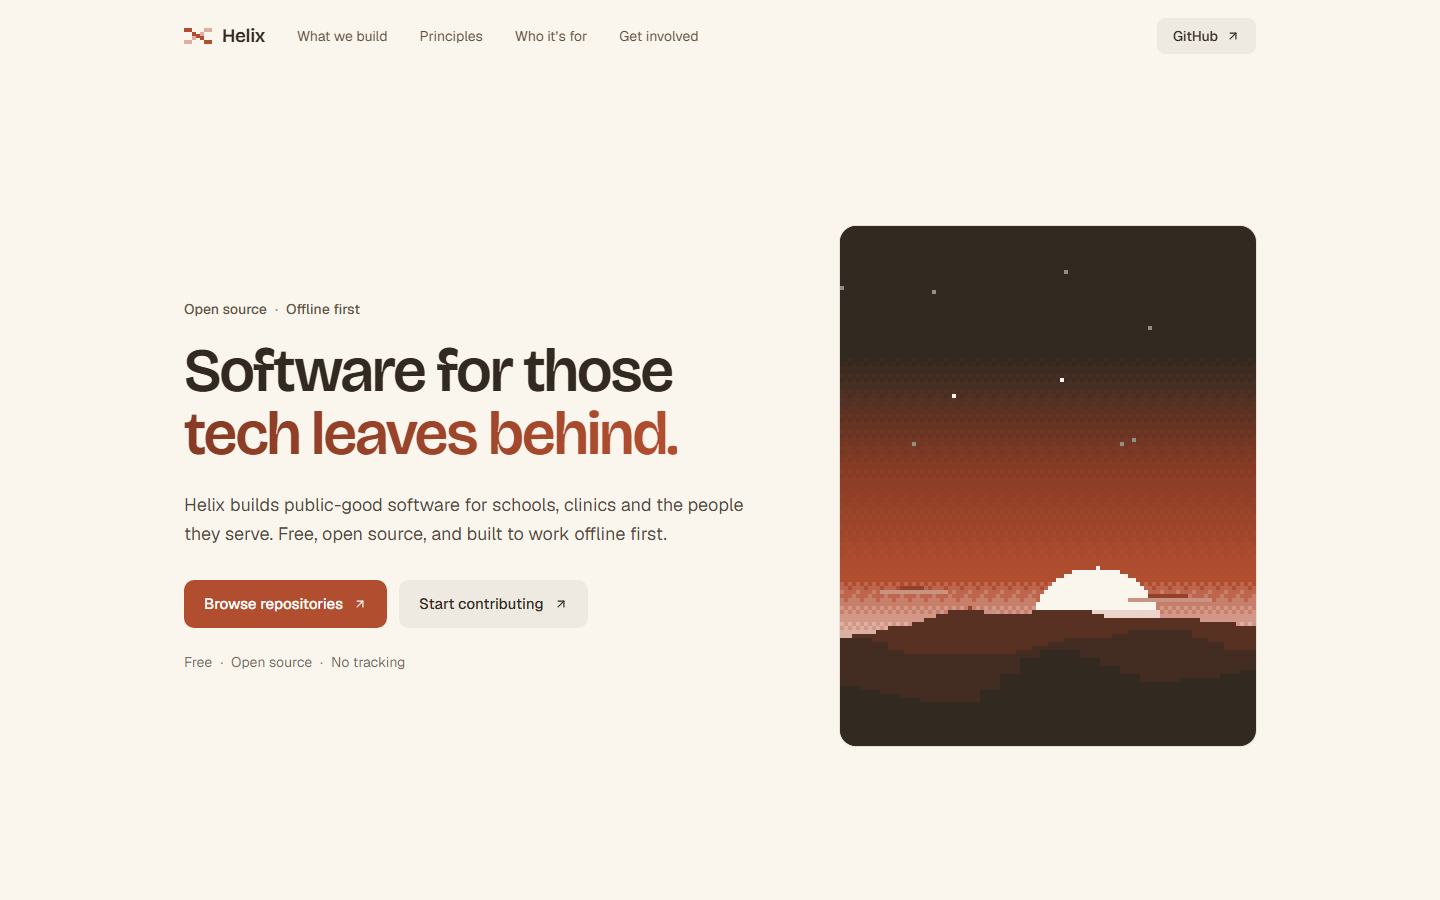 Helix
What we build
Principles
Who it's for
Get involved
GitHub
Open source · Offline first
Software for those
tech leaves behind.
Helix builds public-good software for schools, clinics and the people
they serve. Free, open source, and built to work offline first.
Browse repositories
Start contributing
Free · Open source · No tracking